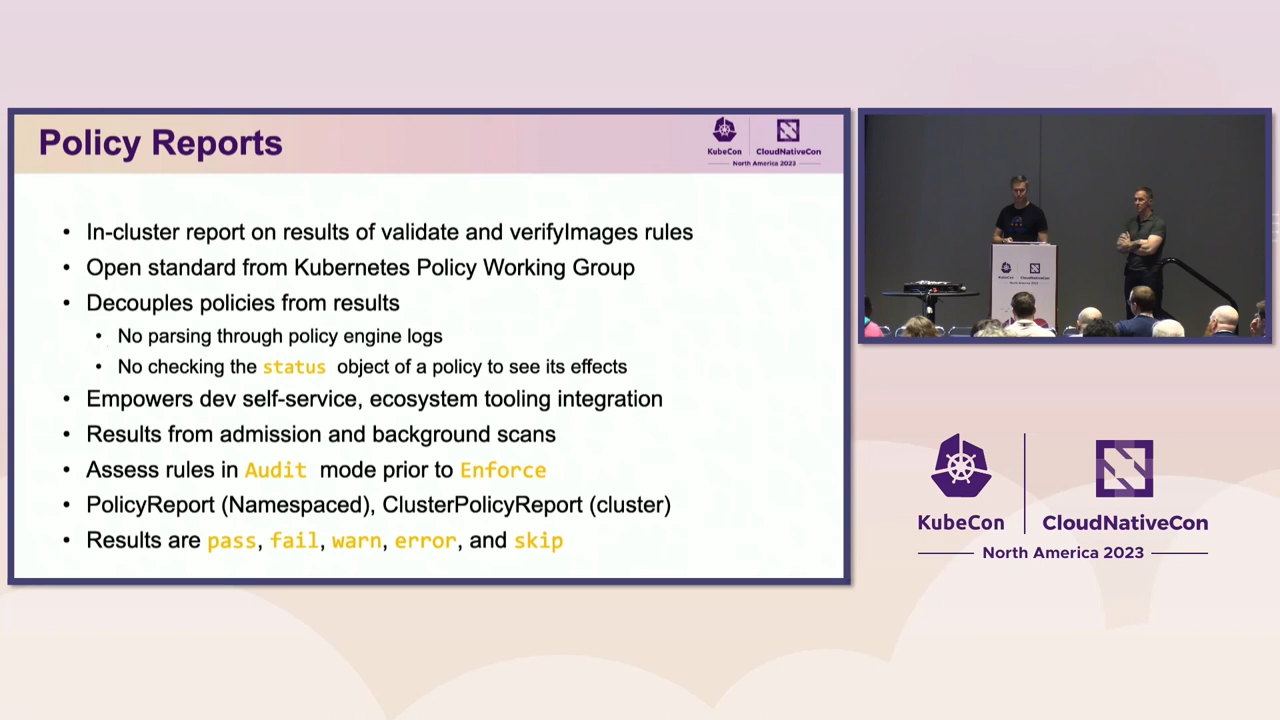 Policy Reports
KubeCon
CloudNativeCon
North America 2023
• In-cluster report on results of validate and verifyImages rules
• Open standard from Kubernetes Policy Working Group
• Decouples policies from results
• No parsing through policy engine logs
• No checking the status object of a policy to see its effects
• Empowers dev self-service, ecosystem tooling integration
• Results from admission and background scans
• Assess rules in Audit mode prior to Enforce
• PolicyReport (Namespaced), ClusterPolicyReport (cluster)
• Results are pass, fail, warn, error, and skip
KubeCon
CloudNativeCon
North America 2023